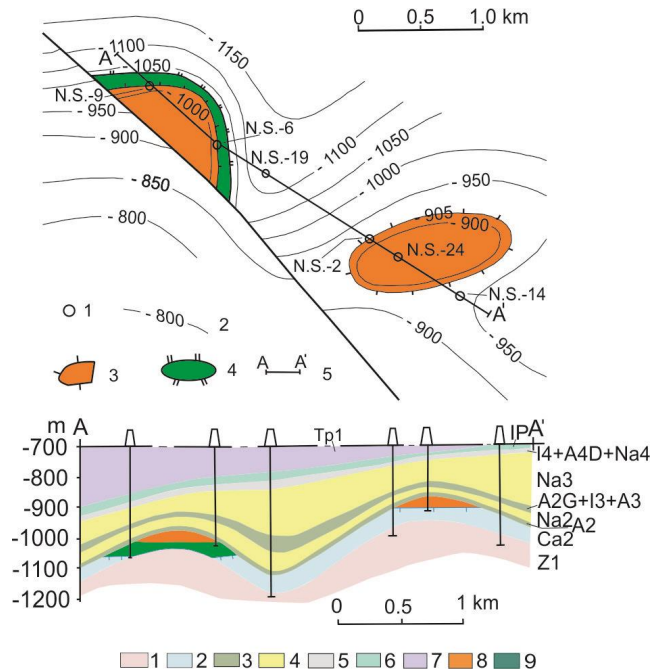 0 0.5 1.0 km
- 1150
- 1100
- 1050
A
N.S.-9
- 1000
- 950
- 900
- 850
- 800
N.S.-6
N.S.-19
- 1100
- 1050
- 1000
- 950
- 905
- 900
N.S.-24
N.S.-2
N.S.-14
A'
- 900
- 950
1
- 800 2
3
4
A A' 5
m A Tp1 IP A'
-700
-800
-900
-1000
-1100
-1200
I4+A4D+Na4
Na3
A2G+I3+A3
Na2 A2
Ca2
Z1
0 0.5 1 km
1 2 3 4 5 6 7 8 9